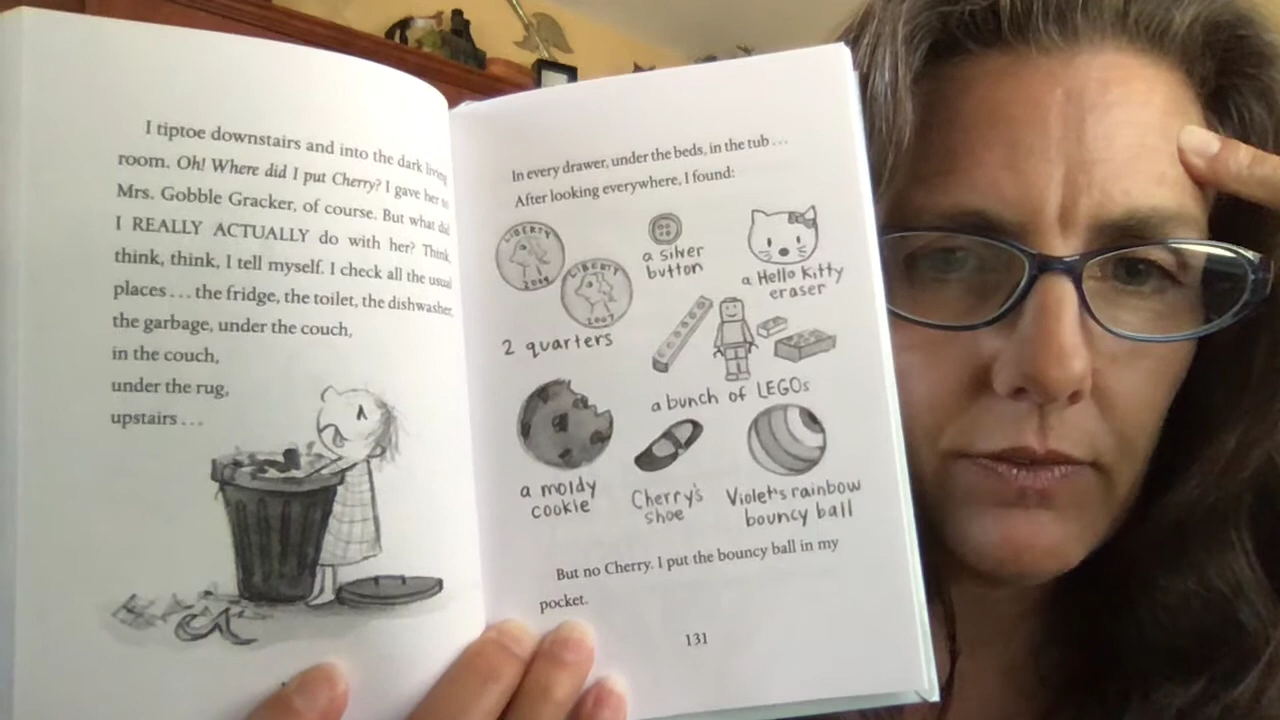 I tiptoe downstairs and into the dark living
room. Oh! Where did I put Cherry? I gave her to
Mrs. Gobble Gracker, of course. But what did
I REALLY ACTUALLY do with her? Think,
think, think, I tell myself. I check all the usual
places... the fridge, the toilet, the dishwasher,
the garbage, under the couch,
in the couch,
under the rug,
upstairs...
In every drawer, under the beds, in the tub...
After looking everywhere, I found:
LIBERTY
2004
LIBERTY
2007
2 quarters
a silver
button
a Hello Kitty
eraser
a bunch of LEGOs
a moldy
cookie
Cherry's
shoe
Violet's rainbow
bouncy ball
But no Cherry. I put the bouncy ball in my
pocket.
131